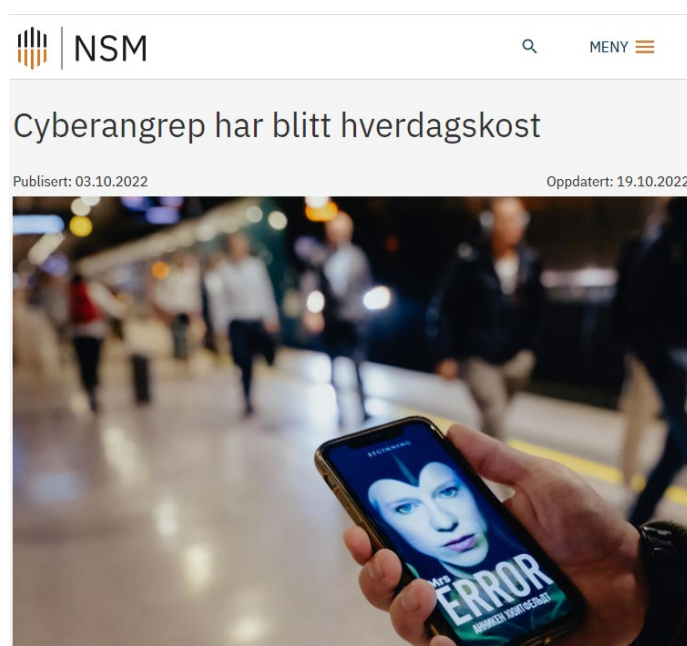 NSM
MENY
Cyberangrep har blitt hverdagskost
Publisert: 03.10.2022
Oppdatert: 19.10.2022
BEGINNING
Mrs
ERROR
АННИКЕН ХЮИТФЕЛЬДТ